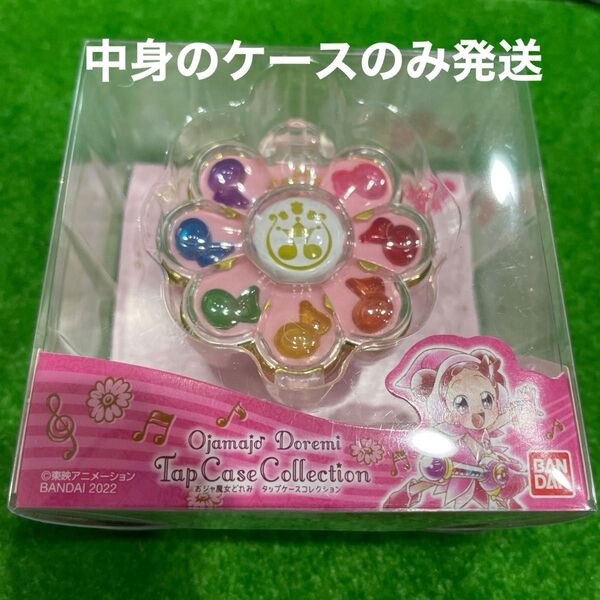 中身のケースのみ発送
Ojamajo Doremi
Tap Case Collection
おジャ魔女どれみ タップケースコレクション
©東映アニメーション
BANDAI 2022
BAN
DAI